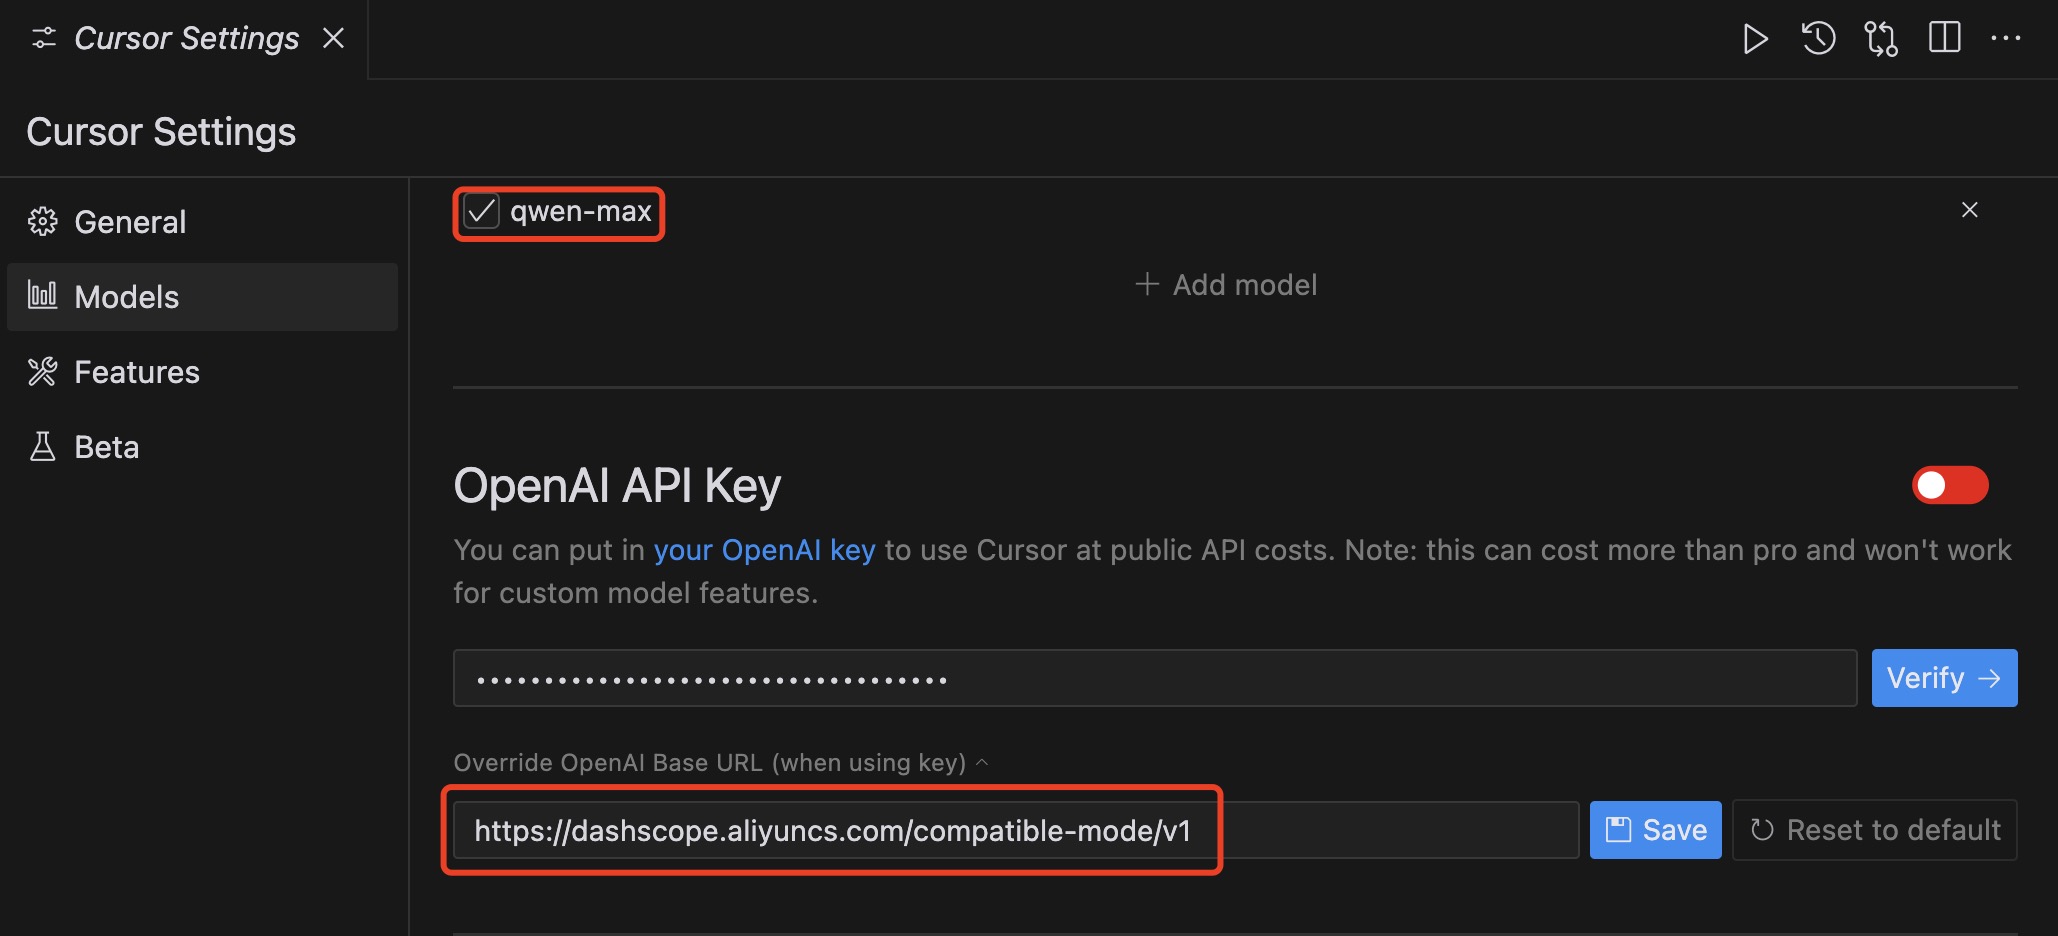 Cursor Settings
Cursor Settings
General
Models
Features
Beta
qwen-max
Add model
OpenAI API Key
You can put in your OpenAI key to use Cursor at public API costs. Note: this can cost more than pro and won't work
for custom model features.
••••••••••••••••••••••••••••••••••• Verify →
Override OpenAI Base URL (when using key)
https://dashscope.aliyuncs.com/compatible-mode/v1 Save Reset to default